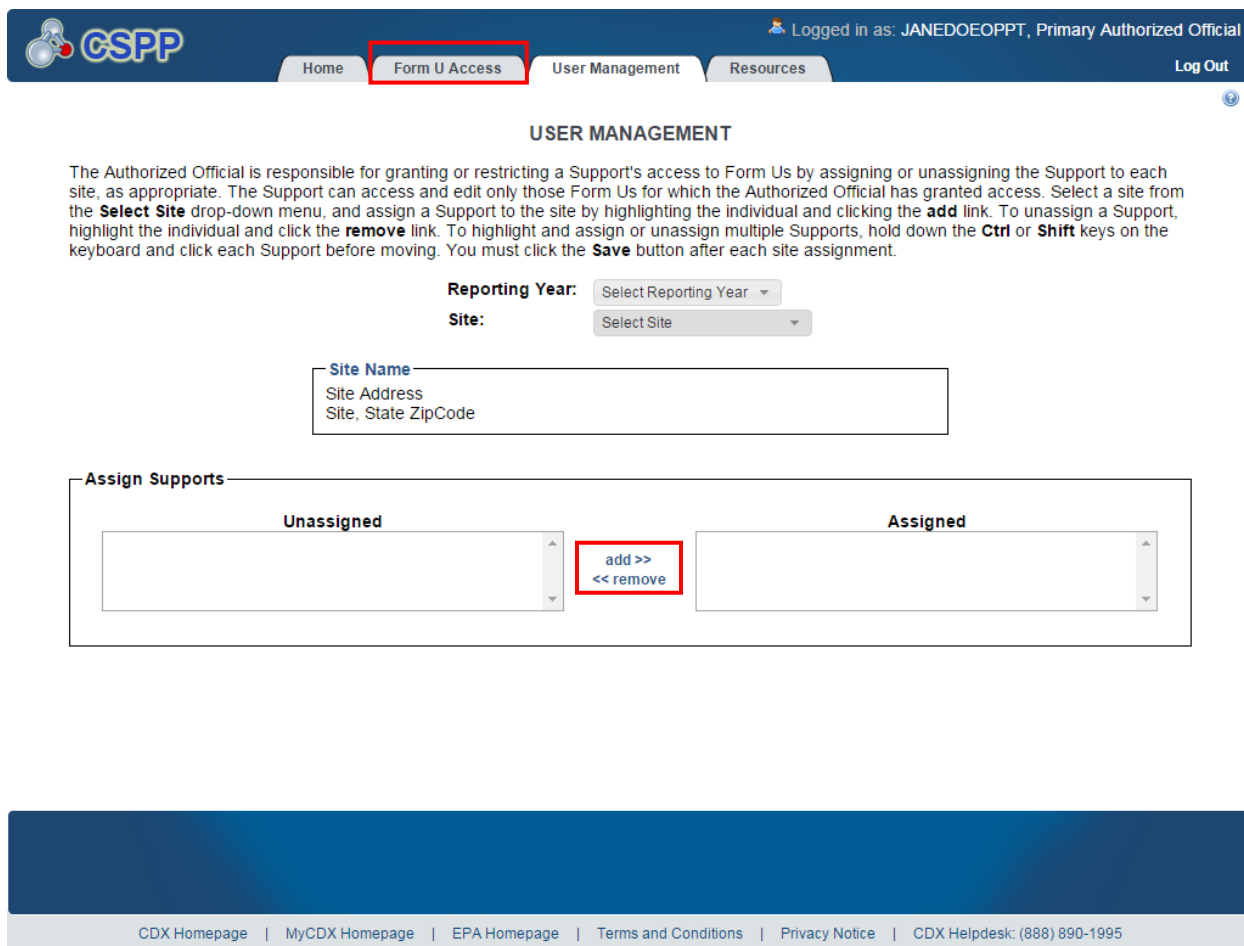 CSPP
Logged in as: JANEDOEOPPT, Primary Authorized Official
Home Form U Access User Management Resources Log Out
USER MANAGEMENT
The Authorized Official is responsible for granting or restricting a Support's access to Form Us by assigning or unassigning the Support to each
site, as appropriate. The Support can access and edit only those Form Us for which the Authorized Official has granted access. Select a site from
the Select Site drop-down menu, and assign a Support to the site by highlighting the individual and clicking the add link. To unassign a Support,
highlight the individual and click the remove link. To highlight and assign or unassign multiple Supports, hold down the Ctrl or Shift keys on the
keyboard and click each Support before moving. You must click the Save button after each site assignment.
Reporting Year: Select Reporting Year
Site: Select Site
Site Name
Site Address
Site, State ZipCode
Assign Supports
Unassigned Assigned
add >>
<< remove
CDX Homepage | MyCDX Homepage | EPA Homepage | Terms and Conditions | Privacy Notice | CDX Helpdesk: (888) 890-1995